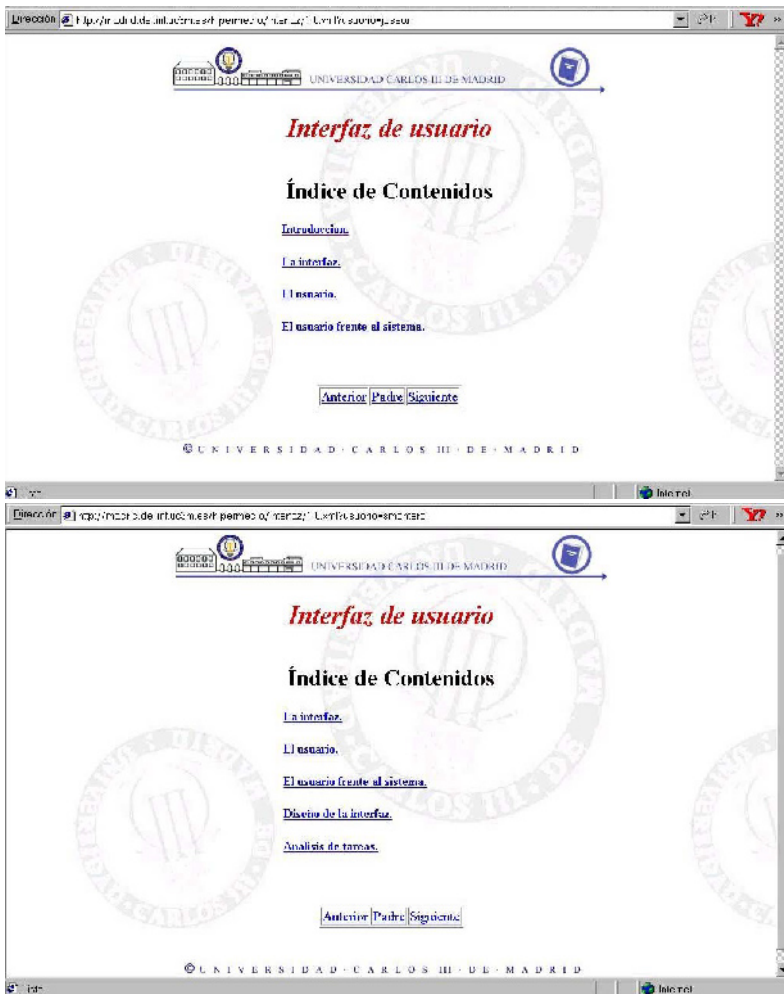 Dirección
UNIVERSIDAD CARLOS III DE MADRID
Interfaz de usuario
Índice de Contenidos
Introduccion.
La interfaz.
El usuario.
El usuario frente al sistema.
Anterior Padre Siguiente
©UNIVERSIDAD·CARLOS III·DE·MADRID
Internet
Dirección
UNIVERSIDAD CARLOS III DE MADRID
Interfaz de usuario
Índice de Contenidos
La interfaz.
El usuario.
El usuario frente al sistema.
Diseño de la interfaz.
Analisis de tareas.
Anterior Padre Siguiente
©UNIVERSIDAD·CARLOS III·DE·MADRID
Listo Internet